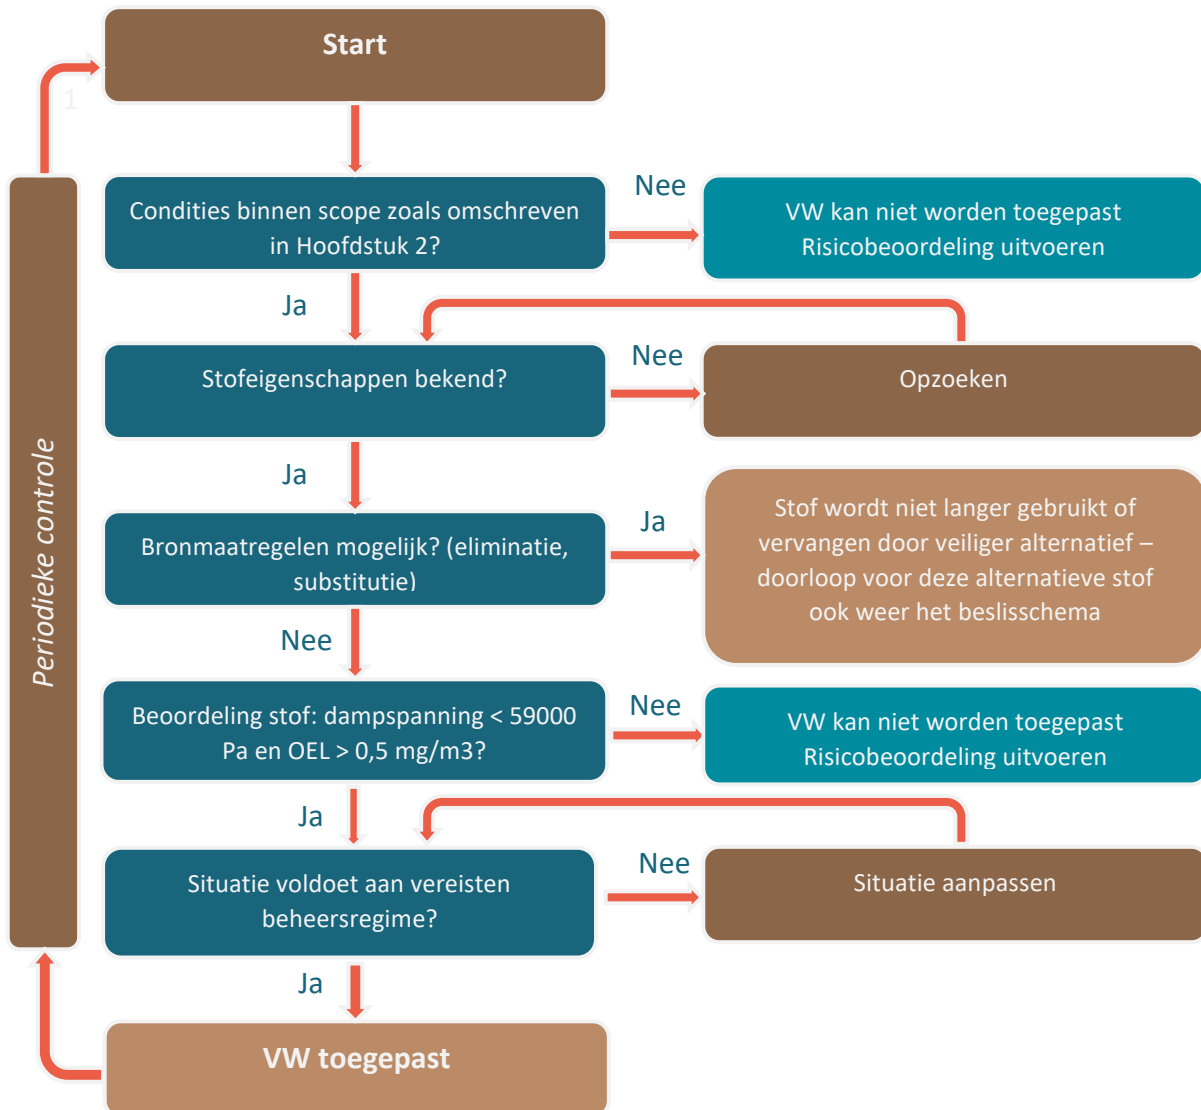 Start
1
Nee
Condities binnen scope zoals omschreven
in Hoofdstuk 2?
VW kan niet worden toegepast
Risicobeoordeling uitvoeren
Ja
Nee
Stofeigenschappen bekend?
Opzoeken
Ja
Bronmaatregelen mogelijk? (eliminatie,
substitutie)
Ja
Stof wordt niet langer gebruikt of
vervangen door veiliger alternatief –
doorloop voor deze alternatieve stof
ook weer het beslisschema
Nee
Beoordeling stof: dampspanning < 59000
Pa en OEL > 0,5 mg/m3?
Nee
VW kan niet worden toegepast
Risicobeoordeling uitvoeren
Ja
Situatie voldoet aan vereisten
beheersregime?
Nee
Situatie aanpassen
Ja
VW toegepast
Periodieke controle